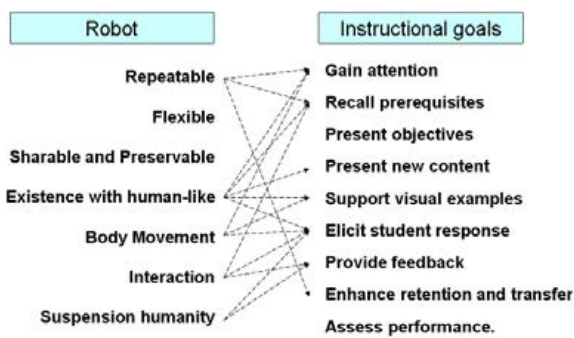 Robot
Instructional goals
Repeatable
Flexible
Sharable and Preservable
Existence with human-like
Body Movement
Interaction
Suspension humanity
Gain attention
Recall prerequisites
Present objectives
Present new content
Support visual examples
Elicit student response
Provide feedback
Enhance retention and transfer
Assess performance.